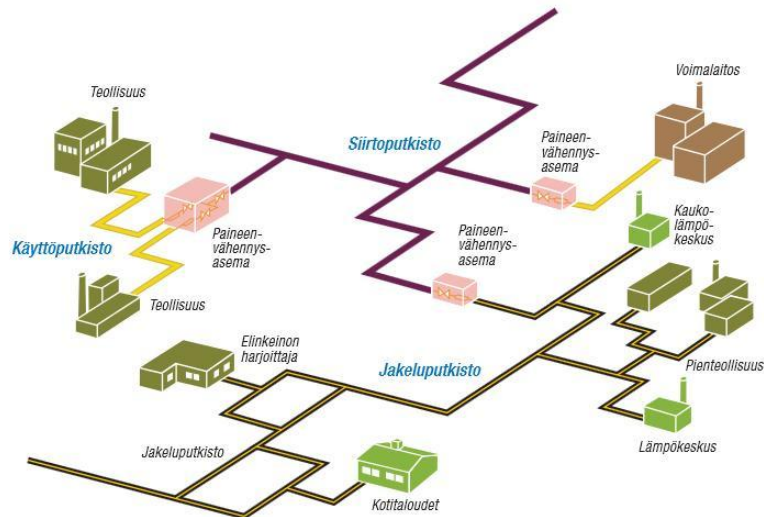 Teollisuus
Siirtoputkisto
Voimalaitos
Paineen-
vähennys-
asema
Kauko-
lämpö-
keskus
Käyttöputkisto
Paineen-
vähennys-
asema
Paineen-
vähennys-
asema
Teollisuus
Elinkeinon
harjoittaja
Jakeluputkisto
Pienteollisuus
Jakeluputkisto
Lämpökeskus
Kotitaloudet